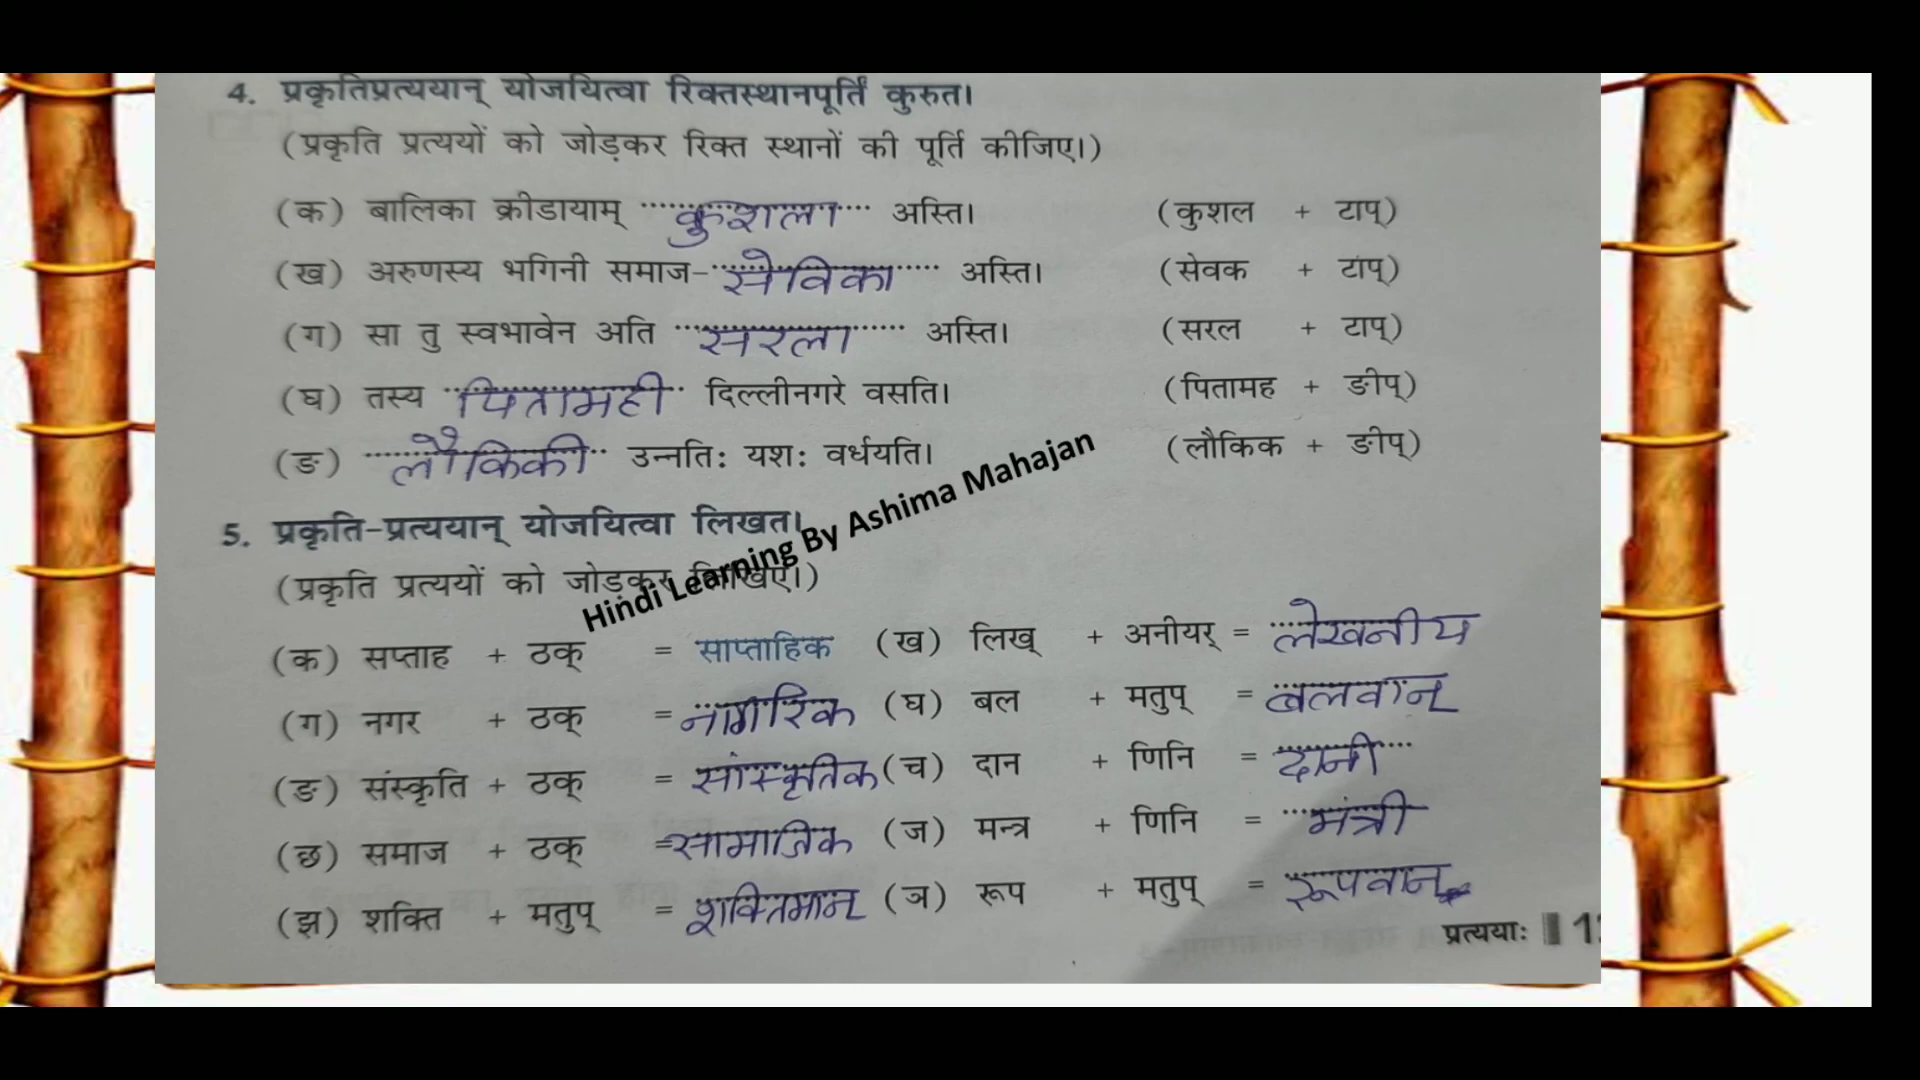 4. प्रकृतिप्रत्ययान् योजयित्वा रिक्तस्थानपूर्तिं कुरुत।
(प्रकृति प्रत्ययों को जोड़कर रिक्त स्थानों की पूर्ति कीजिए।)
(क) बालिका क्रीडायाम् कुशला अस्ति। (कुशल + टाप्)
(ख) अरुणस्य भगिनी समाज-सेविका अस्ति। (सेवक + टाप्)
(ग) सा तु स्वभावेन अति सरला अस्ति। (सरल + टाप्)
(घ) तस्य पितामही दिल्लीनगरे वसति। (पितामह + ङीप्)
(ङ) लौकिकी उन्नतिः यशः वर्धयति। (लौकिक + ङीप्)
Hindi Learning By Ashima Mahajan
5. प्रकृति-प्रत्ययान् योजयित्वा लिखत।
(प्रकृति प्रत्ययों को जोड़कर लिखिए।)
(क) सप्ताह + ठक् = साप्ताहिक (ख) लिख् + अनीयर् = लेखनीय
(ग) नगर + ठक् = नागरिक (घ) बल + मतुप् = बलवान्
(ङ) संस्कृति + ठक् = सांस्कृतिक (च) दान + णिनि = दानी
(छ) समाज + ठक् = सामाजिक (ज) मन्त्र + णिनि = मंत्री
(झ) शक्ति + मतुप् = शक्तिमान् (ञ) रूप + मतुप् = रूपवान्
प्रत्ययाः